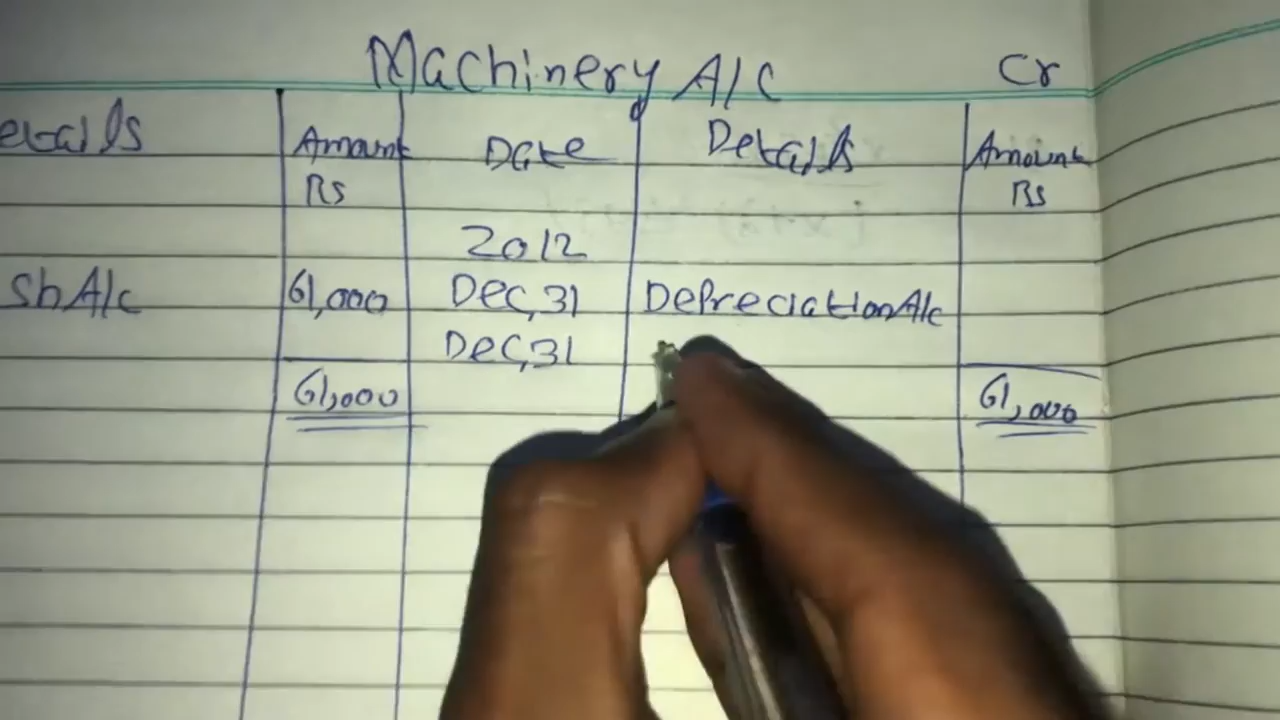 Machinery A/C Cr
etails Amount Date Details Amount
Rs Rs
2012
sh A/c 61,000 Dec,31 Depreciation A/c
Dec,31
61,000 61,000